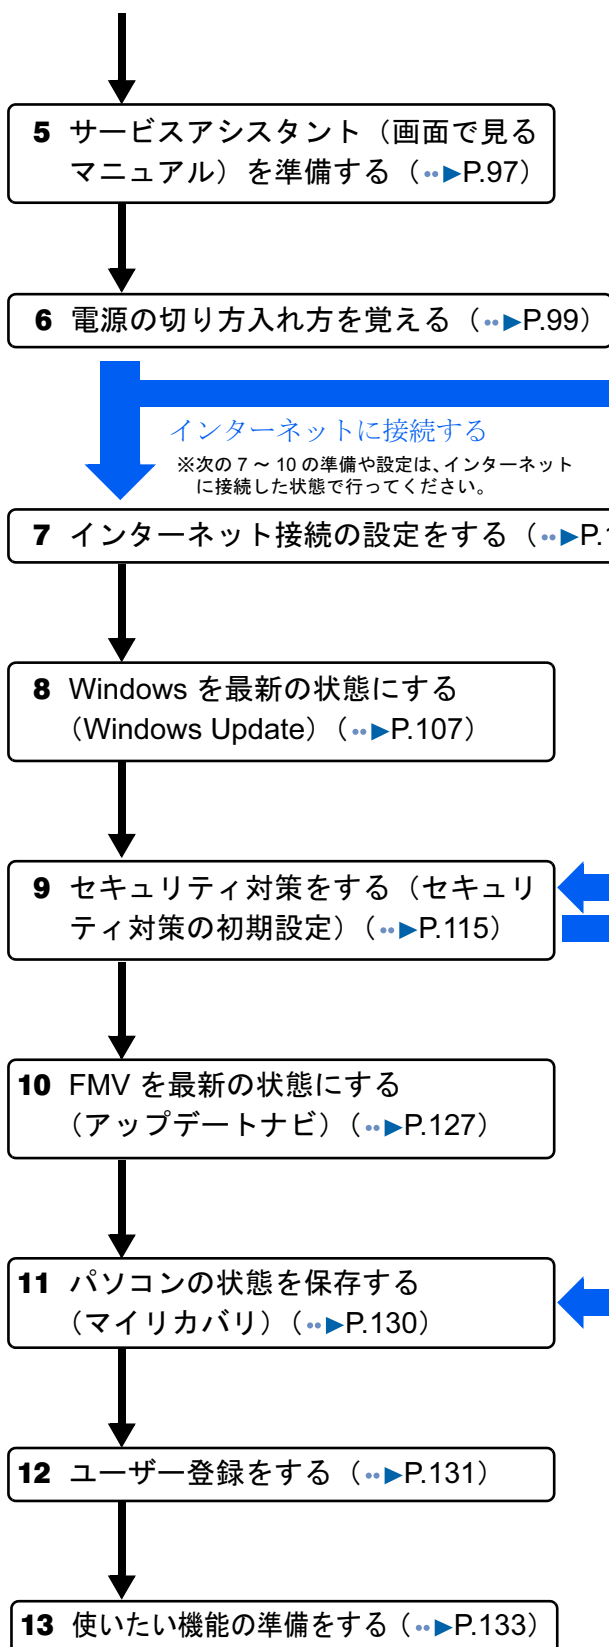 5 サービスアシスタント（画面で見る
マニュアル）を準備する（••▶P.97）
6 電源の切り方入れ方を覚える（••▶P.99）
インターネットに接続する
※次の7～10の準備や設定は、インターネット
に接続した状態で行ってください。
7 インターネット接続の設定をする（••▶P.1
8 Windows を最新の状態にする
（Windows Update）（••▶P.107）
9 セキュリティ対策をする（セキュリ
ティ対策の初期設定）（••▶P.115）
10 FMV を最新の状態にする
（アップデートナビ）（••▶P.127）
11 パソコンの状態を保存する
（マイリカバリ）（••▶P.130）
12 ユーザー登録をする（••▶P.131）
13 使いたい機能の準備をする（••▶P.133）